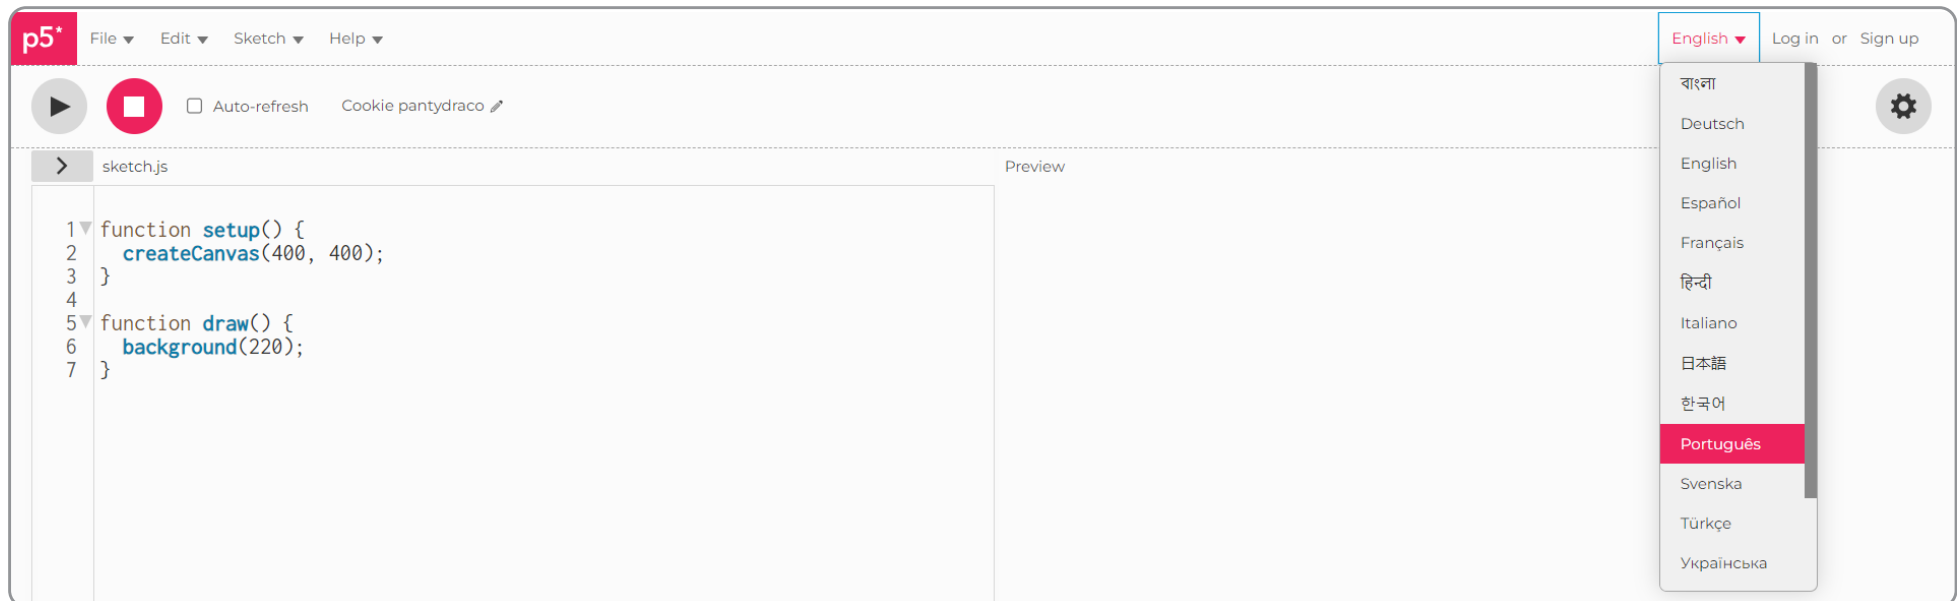 p5* File Edit Sketch Help English Log in or Sign up
Auto-refresh Cookie pantydraco
sketch.js Preview
1 function setup() {
2 createCanvas(400, 400);
3 }
4
5 function draw() {
6 background(220);
7 }
বাংলা
Deutsch
English
Español
Français
हिन्दी
Italiano
日本語
한국어
Português
Svenska
Türkçe
Українська